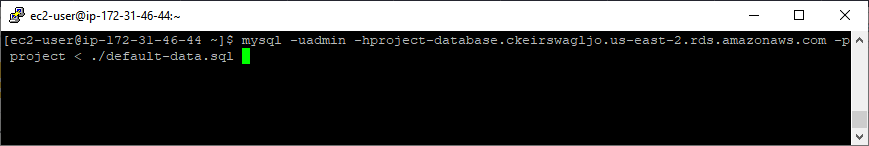 ec2-user@ip-172-31-46-44:~
[ec2-user@ip-172-31-46-44 ~]$ mysql -uadmin -hproject-database.ckeirswagljo.us-east-2.rds.amazonaws.com -p
project < ./default-data.sql